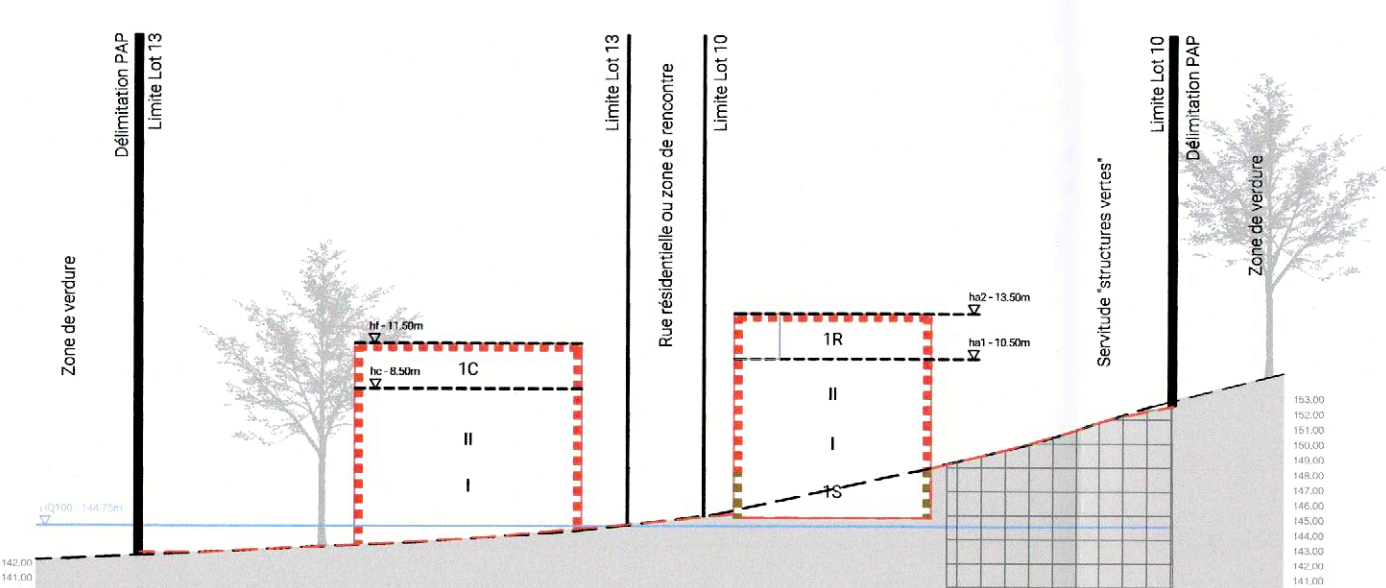 Délimitation PAP
Limite Lot 13
Limite Lot 13
Limite Lot 10
Rue résidentielle ou zone de rencontre
Limite Lot 10
Délimitation PAP
Zone de verdure
Servitude "structures vertes"
Zone de verdure
ha2 - 13.50m
hf - 11.50m
1R
ha1 - 10.50m
1C
hc - 8.50m
II
II
I
I
1S
HQ100 - 144.75m
153,00
152.00
151.00
150.00
149,00
148.00
147.00
146.00
145.00
144.00
143.00
142.00
141.00
142.00
141.00